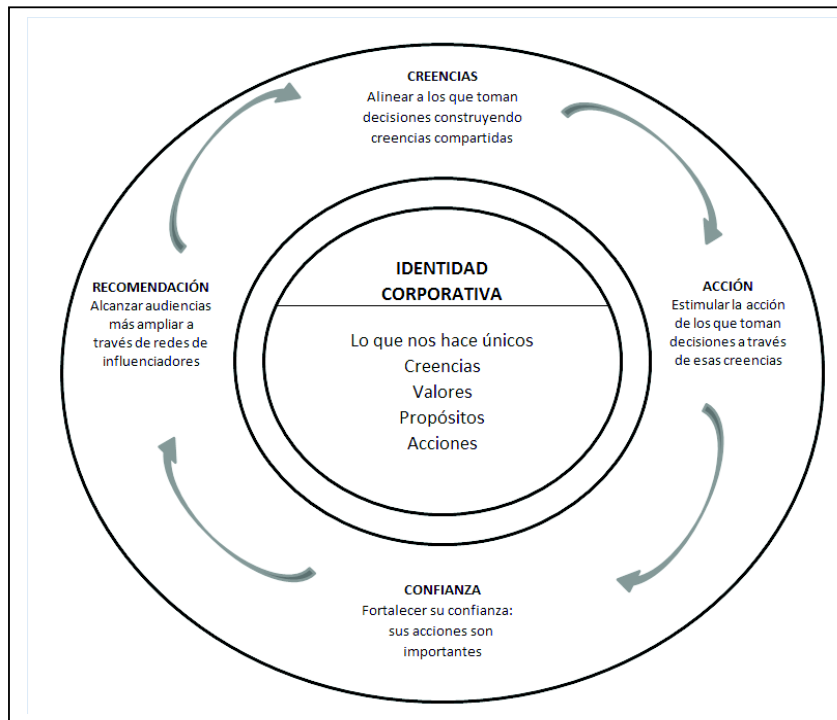 CREENCIAS
Alinear a los que toman
decisiones construyendo
creencias compartidas
RECOMENDACIÓN
Alcanzar audiencias
más ampliar a
través de redes de
influenciadores
IDENTIDAD
CORPORATIVA
Lo que nos hace únicos
Creencias
Valores
Propósitos
Acciones
ACCIÓN
Estimular la acción
de los que toman
decisiones a través
de esas creencias
CONFIANZA
Fortalecer su confianza:
sus acciones son
importantes